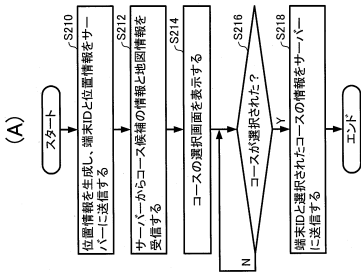 (A)
スタート
S210
位置情報を生成し、端末IDと位置情報をサー
バーに送信する
S212
サーバーからコース候補の情報と地図情報を
受信する
S214
コースの選択画面を表示する
S216
コースが選択された？
N
Y
S218
端末IDと選択されたコースの情報をサーバー
に送信する
エンド